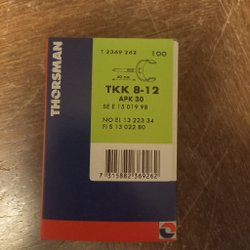 T 2369 262 100
40 mm
TKK 8-12
APK 30
SE E 15 019 98
NO EL 13 223 34
FI S 13 022 80
7 315882 369262
THORSMAN